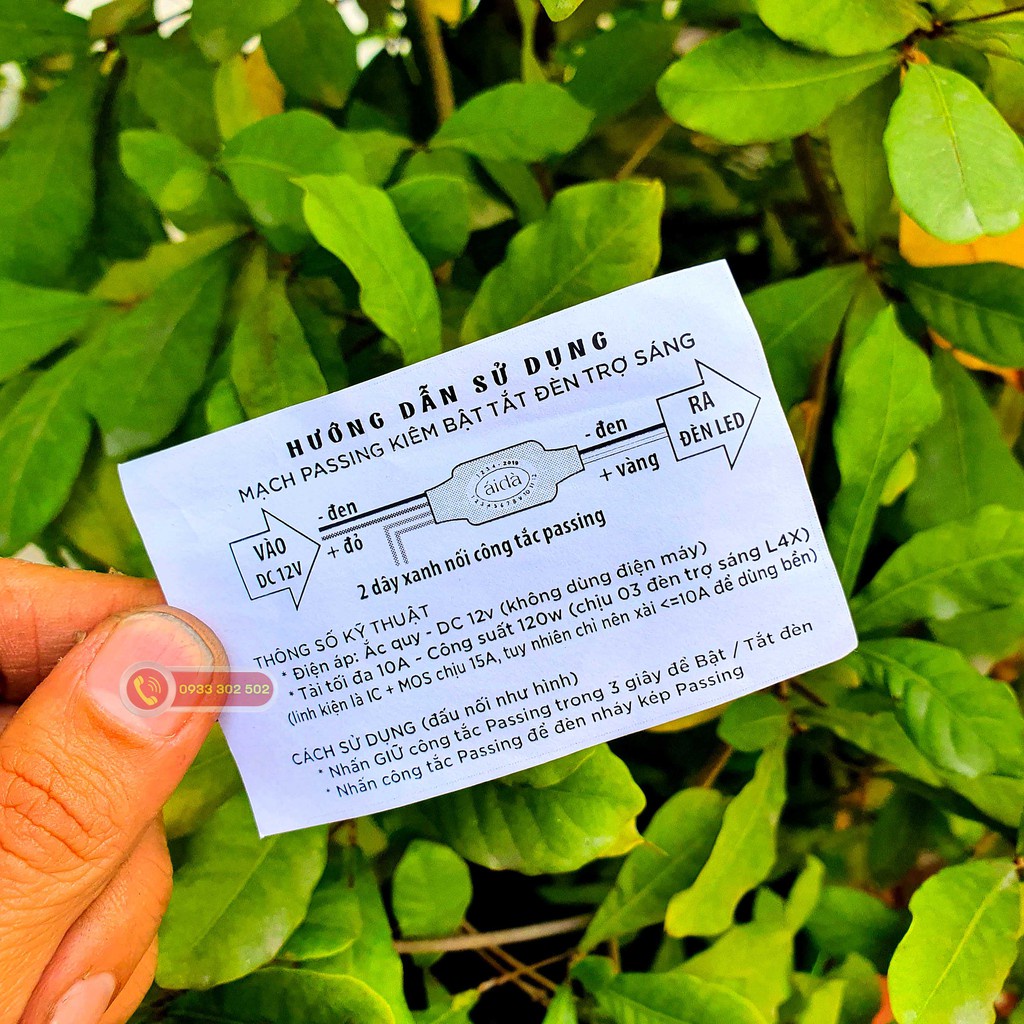 HƯỚNG DẪN SỬ DỤNG
MẠCH PASSING KIÊM BẬT TẮT ĐÈN TRỢ SÁNG
VÀO
DC 12V
- đen
+ đỏ
áidà
2019
- đen
+ vàng
RA
ĐÈN LED
2 dây xanh nối công tắc passing
THÔNG SỐ KỸ THUẬT
* Điện áp: Ắc quy - DC 12v (không dùng điện máy)
* Tải tối đa 10A - Công suất 120w (chịu 03 đèn trợ sáng L4X)
(linh kiện là IC + MOS chịu 15A, tuy nhiên chỉ nên xài <=10A để dùng bền)
CÁCH SỬ DỤNG (đấu nối như hình)
* Nhấn GIỮ công tắc Passing trong 3 giây để Bật / Tắt đèn
* Nhấn công tắc Passing để đèn nháy kép Passing
0933 302 502